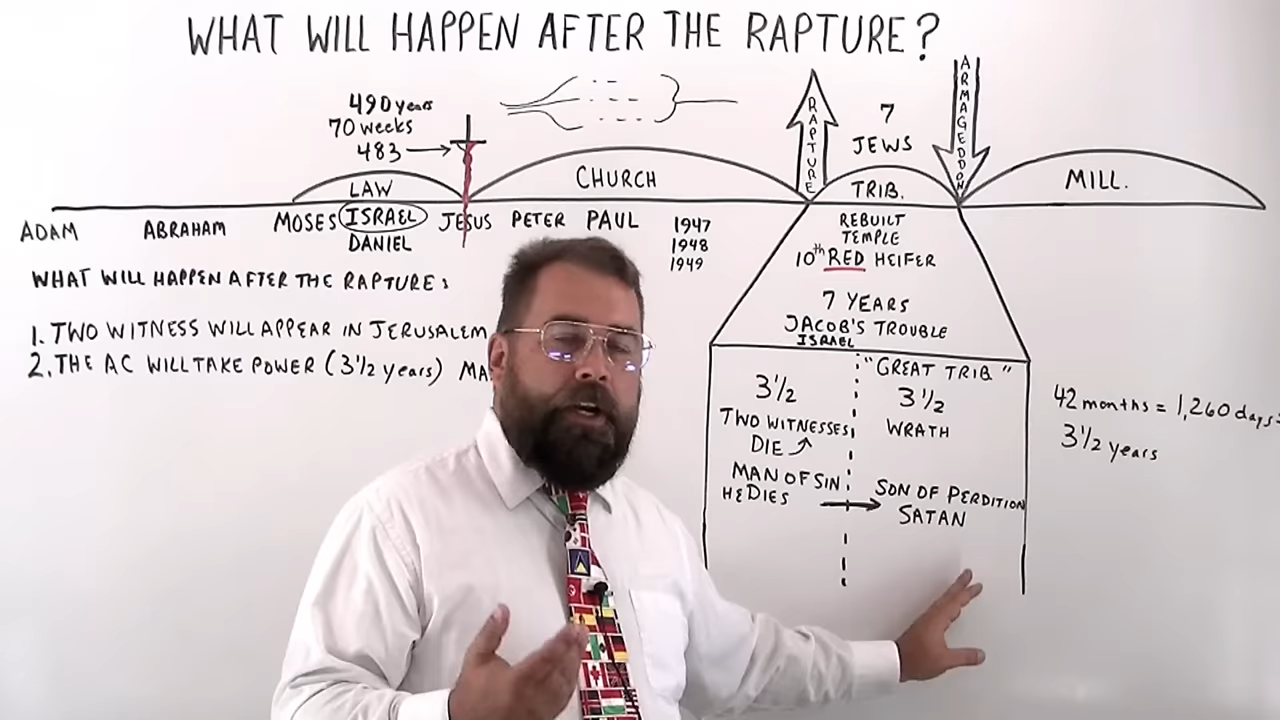 WHAT WILL HAPPEN AFTER THE RAPTURE?
490 years
70 weeks
483
LAW
CHURCH
RAPTURE
7
JEWS
TRIB.
ARMAGEDDON
MILL.
ADAM
ABRAHAM
MOSES
ISRAEL
DANIEL
JESUS
PETER
PAUL
1947
1948
1949
REBUILT
TEMPLE
10th RED HEIFER
7 YEARS
JACOB'S TROUBLE
ISRAEL
WHAT WILL HAPPEN AFTER THE RAPTURE:
1. TWO WITNESS WILL APPEAR IN JERUSALEM
2. THE AC WILL TAKE POWER (3½ years) MA
3½
TWO WITNESSES
DIE
MAN OF SIN
HE DIES
"GREAT TRIB"
3½
WRATH
SON OF PERDITION
SATAN
42 months = 1,260 days =
3½ years